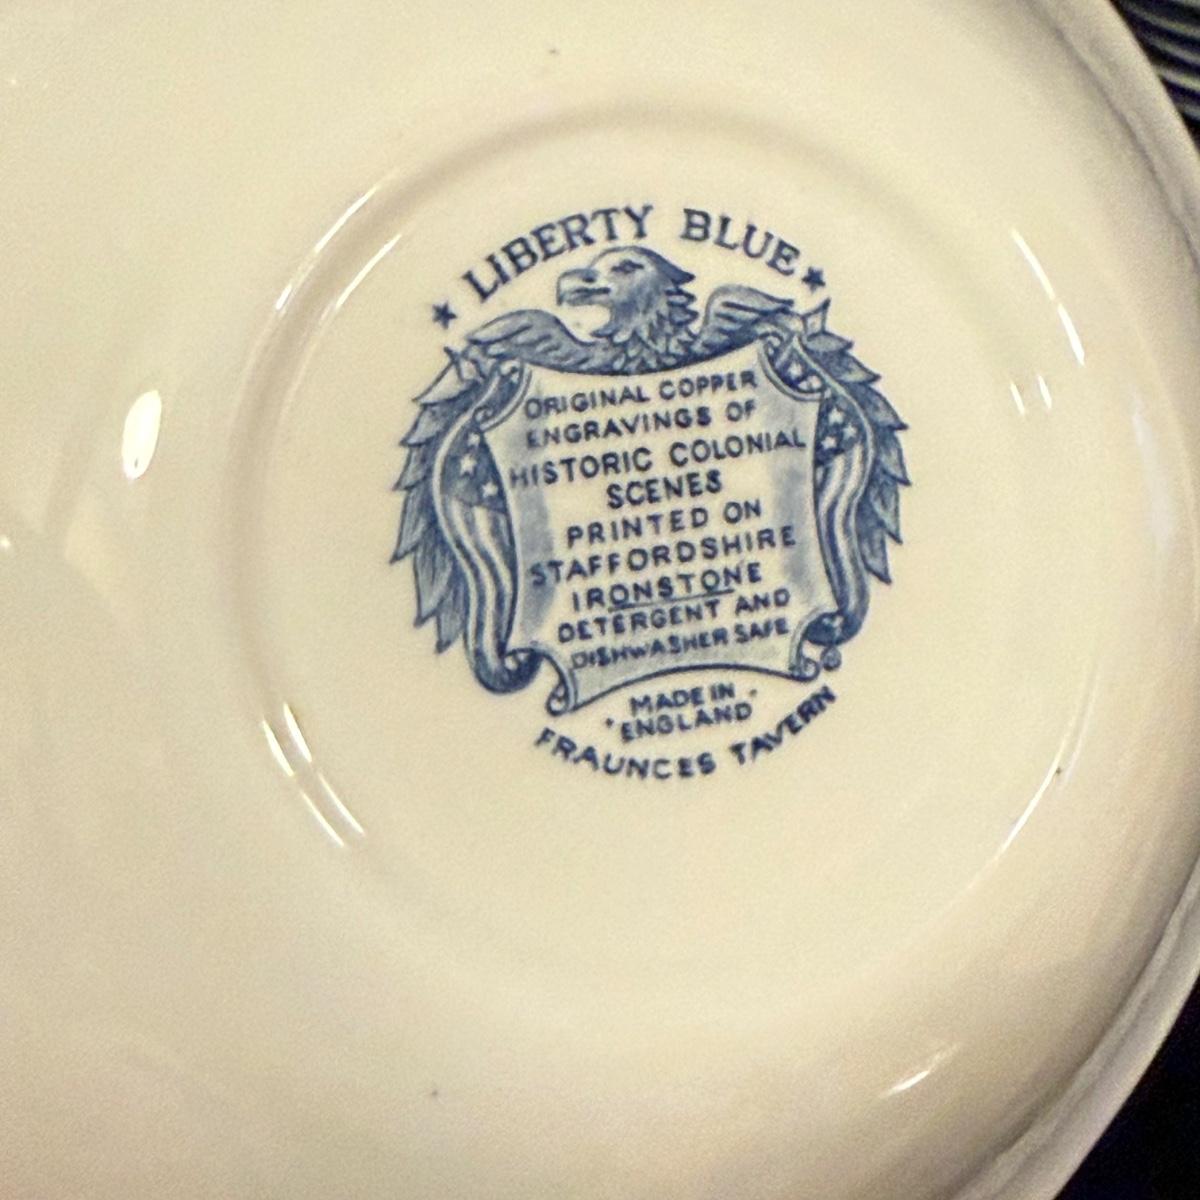 ★ LIBERTY BLUE ★
ORIGINAL COPPER
ENGRAVINGS OF
HISTORIC COLONIAL
SCENES
PRINTED ON
STAFFORDSHIRE
IRONSTONE
DETERGENT AND
DISHWASHER SAFE
MADE IN
"ENGLAND"
FRAUNCES TAVERN